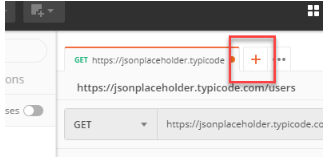 GET https://jsonplaceholder.typicode
+ •••
ons
https://jsonplaceholder.typicode.com/users
ses
GET https://jsonplaceholder.typicode.co